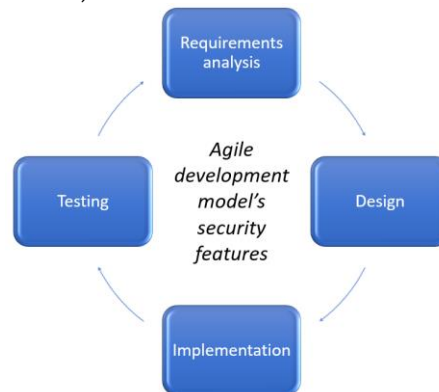 Requirements
analysis
Agile
development
model's
security
features
Testing
Design
Implementation